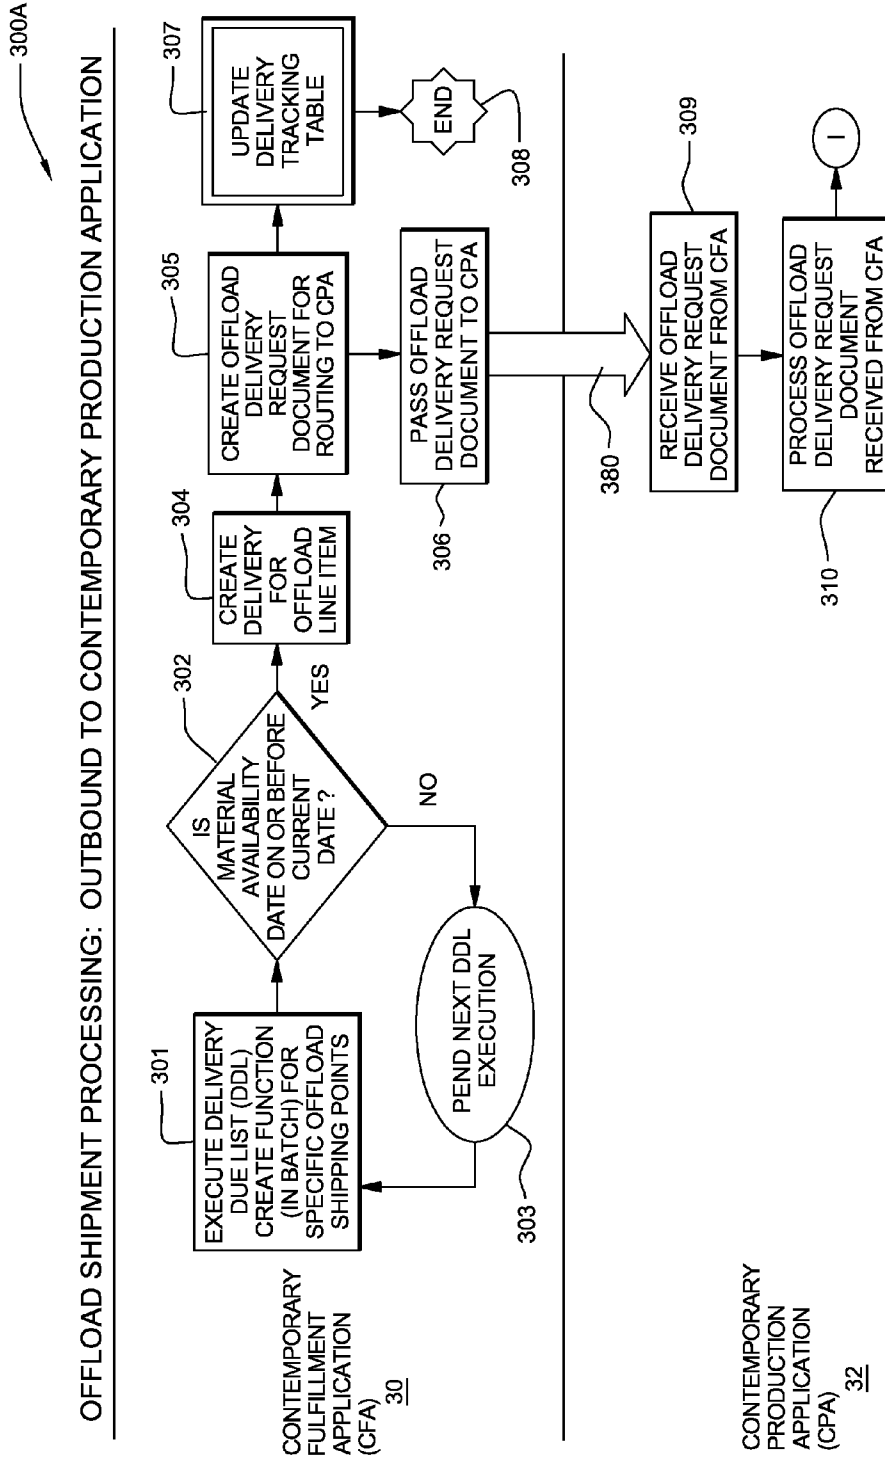 300A
OFFLOAD SHIPMENT PROCESSING: OUTBOUND TO CONTEMPORARY PRODUCTION APPLICATION
CONTEMPORARY
FULFILLMENT
APPLICATION
(CFA)
30
301
EXECUTE DELIVERY
DUE LIST (DDL)
CREATE FUNCTION
(IN BATCH) FOR
SPECIFIC OFFLOAD
SHIPPING POINTS
302
IS
MATERIAL
AVAILABILITY
DATE ON OR BEFORE
CURRENT
DATE ?
YES
NO
PEND NEXT DDL
EXECUTION
303
304
CREATE
DELIVERY
FOR
OFFLOAD
LINE ITEM
305
CREATE OFFLOAD
DELIVERY
REQUEST
DOCUMENT FOR
ROUTING TO CPA
307
UPDATE
DELIVERY
TRACKING
TABLE
END
308
PASS OFFLOAD
DELIVERY REQUEST
DOCUMENT TO CPA
306
380
CONTEMPORARY
PRODUCTION
APPLICATION
(CPA)
32
309
RECEIVE OFFLOAD
DELIVERY REQUEST
DOCUMENT FROM CFA
PROCESS OFFLOAD
DELIVERY REQUEST
DOCUMENT
RECEIVED FROM CFA
310
I